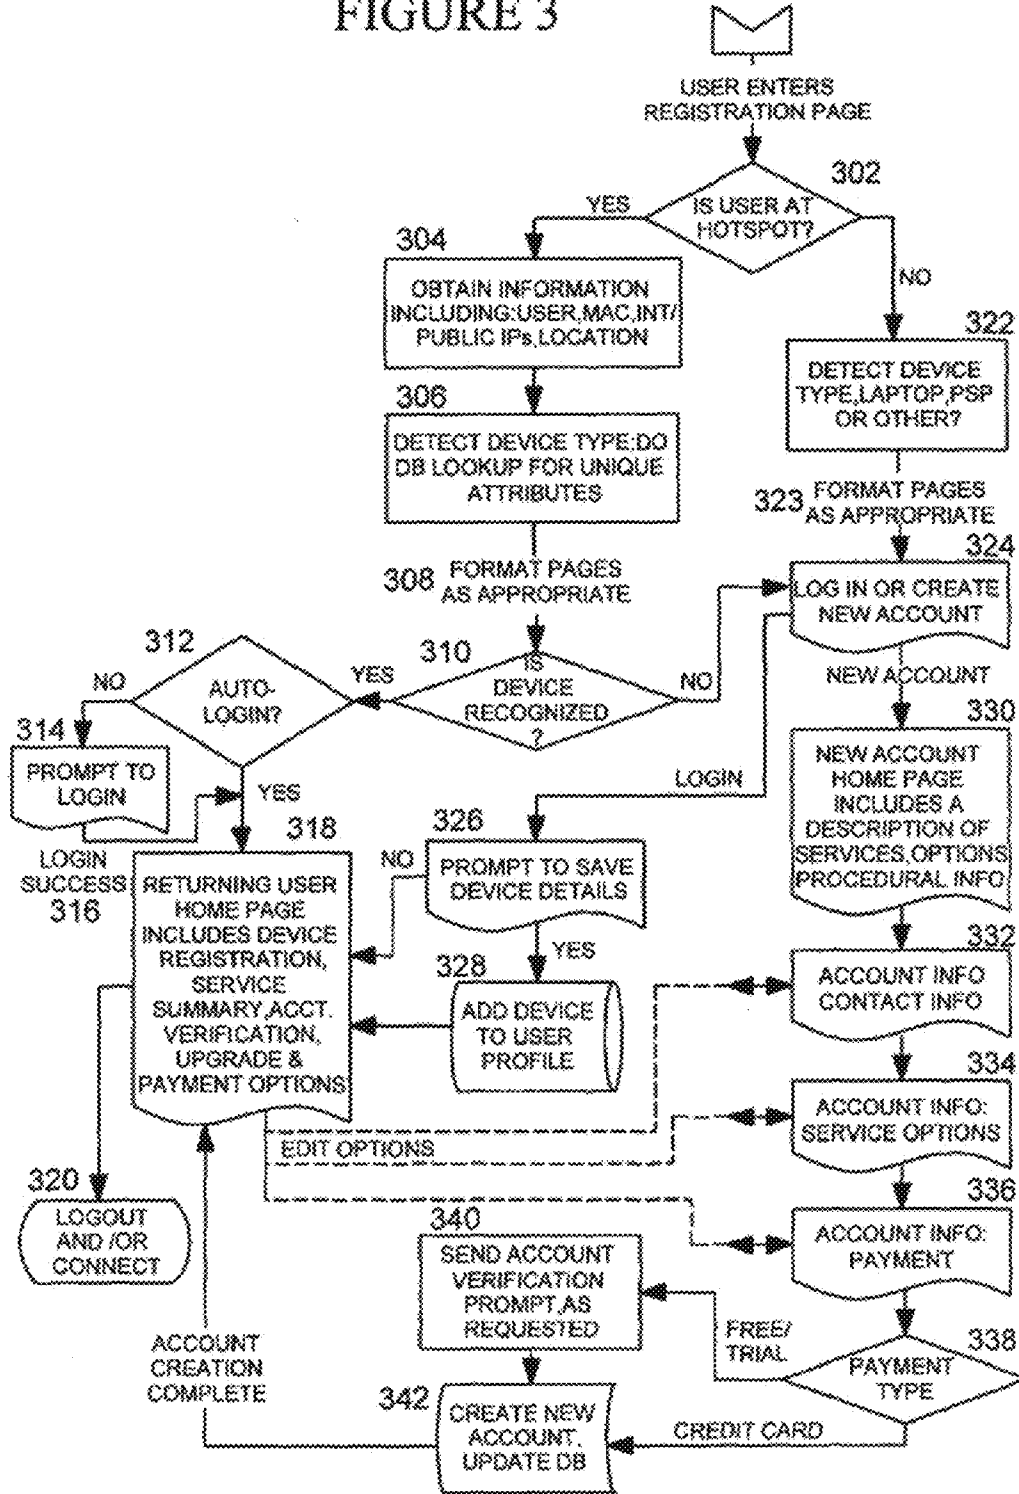 FIGURE 3
USER ENTERS
REGISTRATION PAGE
302
IS USER AT
HOTSPOT?
YES
NO
304
OBTAIN INFORMATION
INCLUDING:USER,MAC,INT/
PUBLIC IPs,LOCATION
322
DETECT DEVICE
TYPE,LAPTOP,PSP
OR OTHER?
306
DETECT DEVICE TYPE;DO
DB LOOKUP FOR UNIQUE
ATTRIBUTES
323 FORMAT PAGES
AS APPROPRIATE
308 FORMAT PAGES
AS APPROPRIATE
324
LOG IN OR CREATE
NEW ACCOUNT
312
AUTO-
LOGIN?
NO
YES
310
IS
DEVICE
RECOGNIZED
?
YES
NO
NEW ACCOUNT
LOGIN
314
PROMPT TO
LOGIN
LOGIN
SUCCESS
316
330
NEW ACCOUNT
HOME PAGE
INCLUDES A
DESCRIPTION OF
SERVICES,OPTIONS
PROCEDURAL INFO
318
RETURNING USER
HOME PAGE
INCLUDES DEVICE
REGISTRATION,
SERVICE
SUMMARY,ACCT.
VERIFICATION,
UPGRADE &
PAYMENT OPTIONS
326
PROMPT TO SAVE
DEVICE DETAILS
NO
YES
328
ADD DEVICE
TO USER
PROFILE
332
ACCOUNT INFO
CONTACT INFO
334
ACCOUNT INFO:
SERVICE OPTIONS
EDIT OPTIONS
336
ACCOUNT INFO:
PAYMENT
320
LOGOUT
AND /OR
CONNECT
340
SEND ACCOUNT
VERIFICATION
PROMPT,AS
REQUESTED
FREE/
TRIAL
338
PAYMENT
TYPE
ACCOUNT
CREATION
COMPLETE
342
CREATE NEW
ACCOUNT,
UPDATE DB
CREDIT CARD